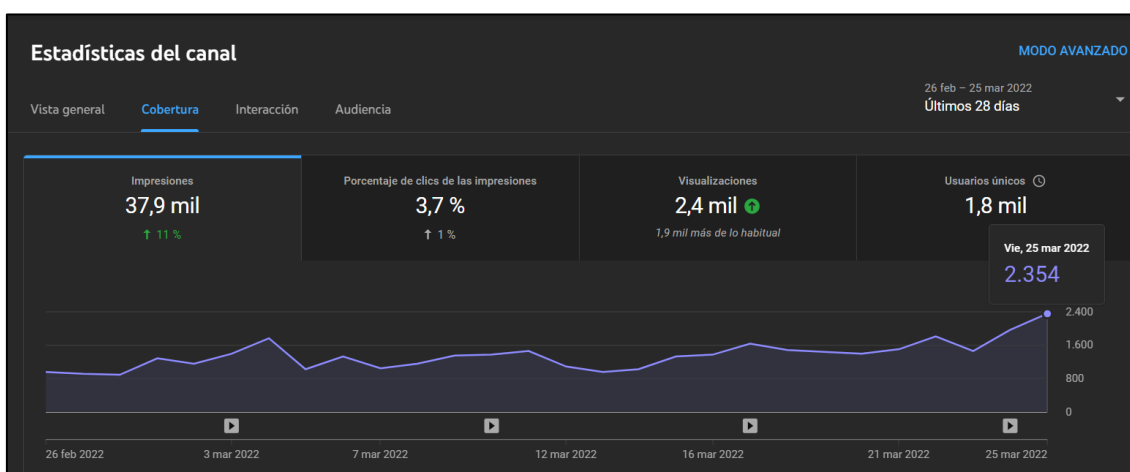 Estadísticas del canal
MODO AVANZADO
26 feb – 25 mar 2022
Últimos 28 días
Vista general Cobertura Interacción Audiencia
Impresiones
37,9 mil
↑ 11 %
Porcentaje de clics de las impresiones
3,7 %
↑ 1 %
Visualizaciones
2,4 mil
1,9 mil más de lo habitual
Usuarios únicos
1,8 mil
Vie, 25 mar 2022
2.354
2.400
1.600
800
0
26 feb 2022 3 mar 2022 7 mar 2022 12 mar 2022 16 mar 2022 21 mar 2022 25 mar 2022